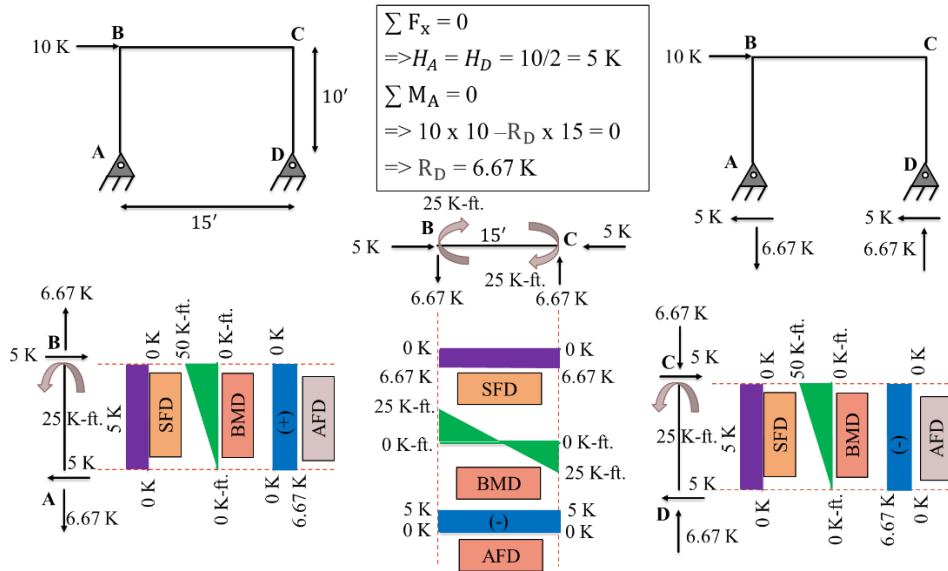 B
C
10 K
10′
A
D
15′
∑ Fₓ = 0
=>H_A = H_D = 10/2 = 5 K
∑ M_A = 0
=> 10 x 10 –R_D x 15 = 0
=> R_D = 6.67 K
B
C
10 K
A
D
5 K
5 K
6.67 K
6.67 K
25 K-ft.
B
15′
C
5 K
5 K
25 K-ft.
6.67 K
6.67 K
0 K
0 K
6.67 K
6.67 K
SFD
25 K-ft.
0 K-ft.
0 K-ft.
25 K-ft.
BMD
5 K
5 K
(-)
0 K
0 K
AFD
6.67 K
B
5 K
25 K-ft.
5 K
A
6.67 K
0 K
50 K-ft.
0 K-ft.
0 K
5 K
SFD
BMD
(+)
AFD
0 K
0 K-ft.
0 K
6.67 K
6.67 K
C
5 K
25 K-ft.
5 K
D
6.67 K
0 K
50 K-ft.
0 K-ft.
0 K
5 K
SFD
BMD
(-)
AFD
0 K
0 K-ft.
6.67 K
0 K